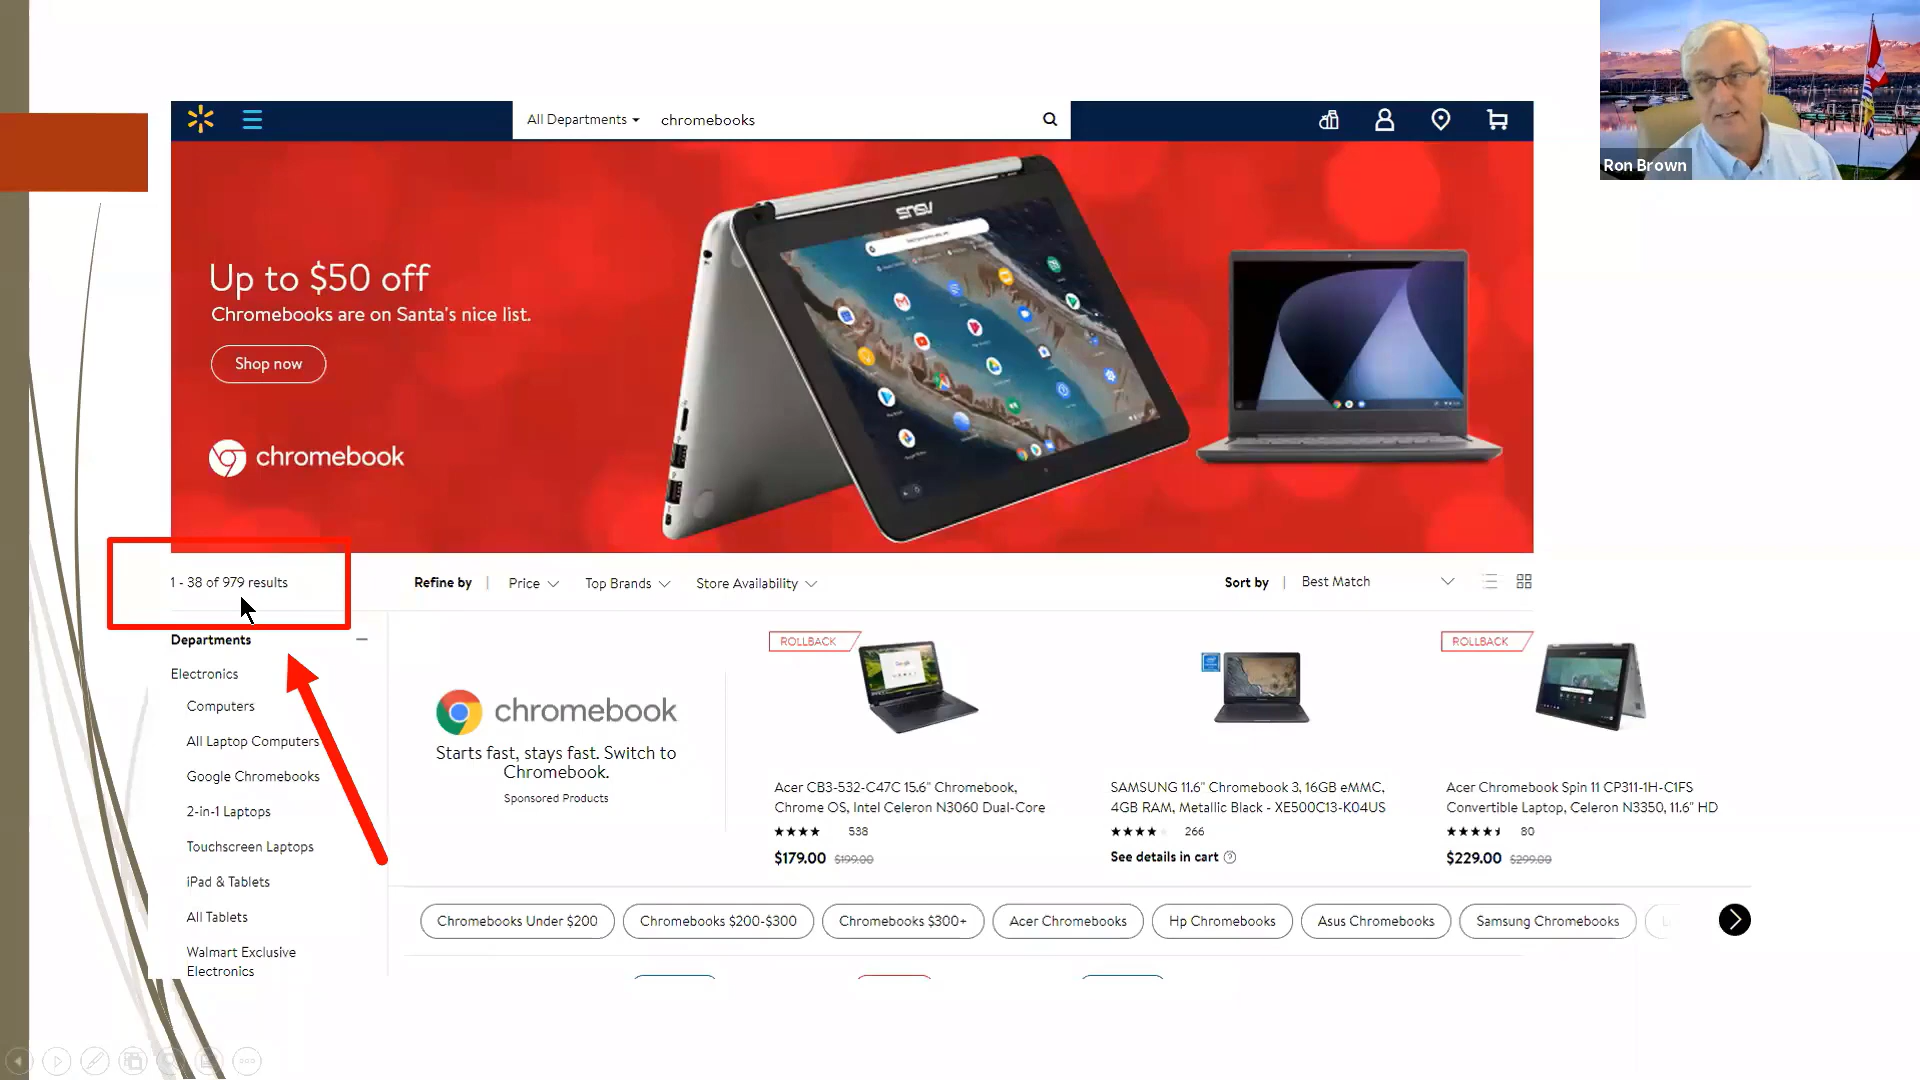 All Departments
chromebooks
Ron Brown
ASUS
Up to $50 off
Chromebooks are on Santa's nice list.
Shop now
chromebook
1 - 38 of 979 results
Refine by
Price
Top Brands
Store Availability
Sort by
Best Match
Departments
Electronics
Computers
All Laptop Computers
Google Chromebooks
2-in-1 Laptops
Touchscreen Laptops
iPad & Tablets
All Tablets
Walmart Exclusive
Electronics
chromebook
Starts fast, stays fast. Switch to
Chromebook.
Sponsored Products
ROLLBACK
Acer CB3-532-C47C 15.6" Chromebook,
Chrome OS, Intel Celeron N3060 Dual-Core
538
$179.00 $199.00
SAMSUNG 11.6" Chromebook 3, 16GB eMMC,
4GB RAM, Metallic Black - XE500C13-K04US
266
See details in cart
ROLLBACK
Acer Chromebook Spin 11 CP311-1H-C1FS
Convertible Laptop, Celeron N3350, 11.6" HD
80
$229.00 $299.00
Chromebooks Under $200
Chromebooks $200-$300
Chromebooks $300+
Acer Chromebooks
Hp Chromebooks
Asus Chromebooks
Samsung Chromebooks